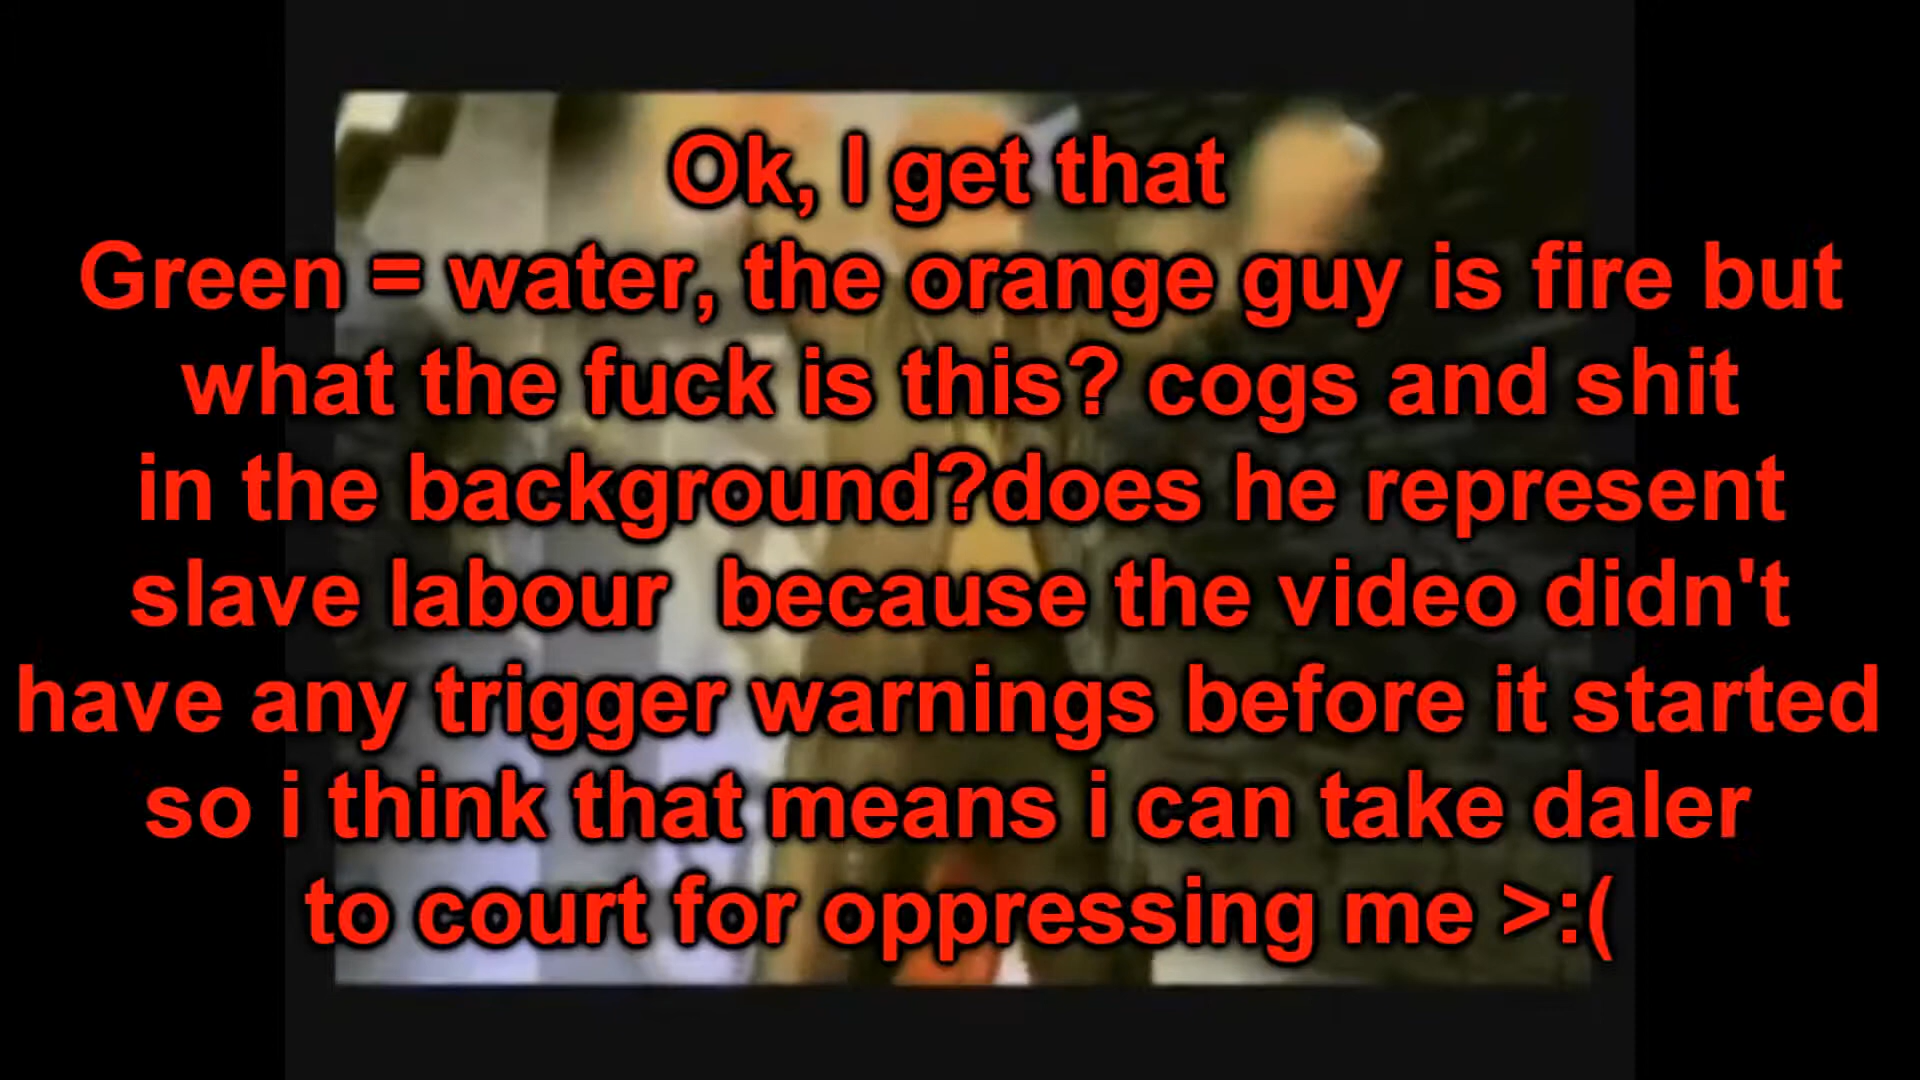 Ok, I get that
Green = water, the orange guy is fire but
what the fuck is this? cogs and shit
in the background?does he represent
slave labour  because the video didn't
have any trigger warnings before it started
so i think that means i can take daler
to court for oppressing me >:(